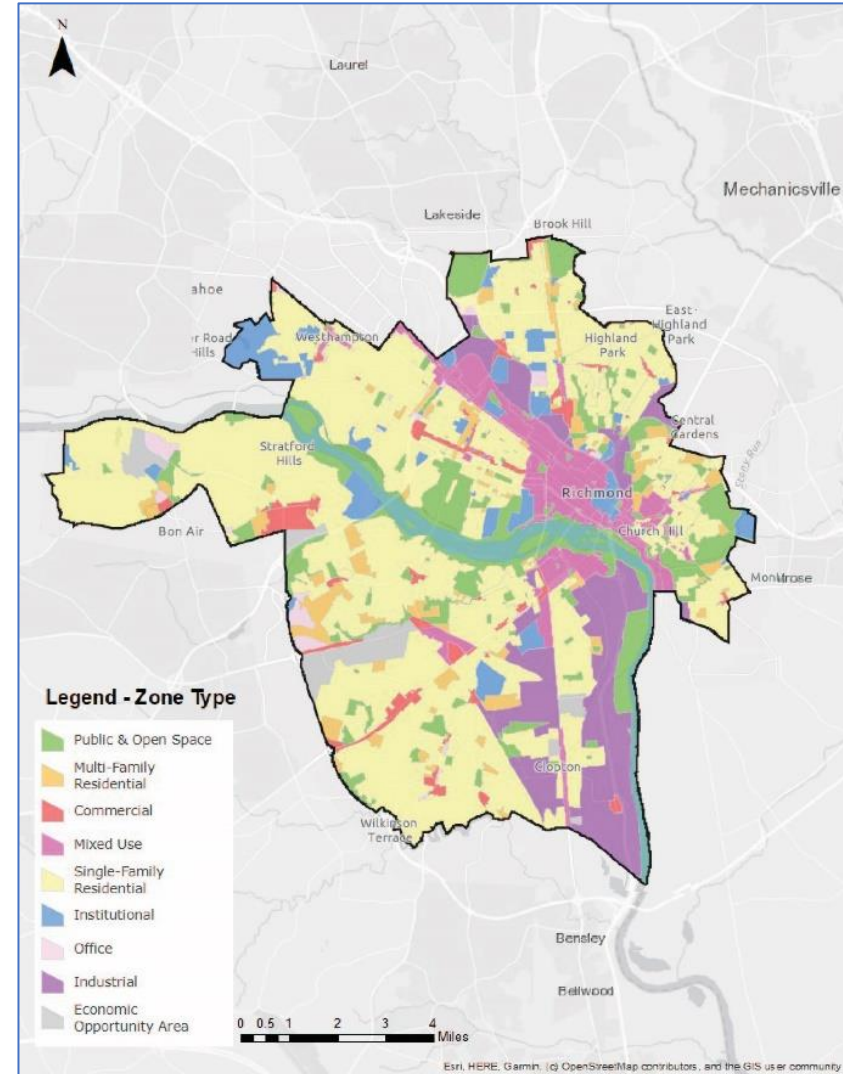 N
Laurel
Mechanicsville
Lakeside
Brook Hill
ahoe
East-
Highland
Park
er Road
Hills
Westhampton
Highland
Park
Central
Gardens
Stratford
Hills
Stony Run
Richmond
Bon Air
Church Hill
Montrose
Legend - Zone Type
Public & Open Space
Multi-Family
Residential
Commercial
Mixed Use
Single-Family
Residential
Institutional
Office
Industrial
Economic
Opportunity Area
Clopton
Wilkinson
Terrace
Bensley
Bellwood
0 0.5 1 2 3 4
Miles
Esri, HERE, Garmin, (c) OpenStreetMap contributors, and the GIS user community